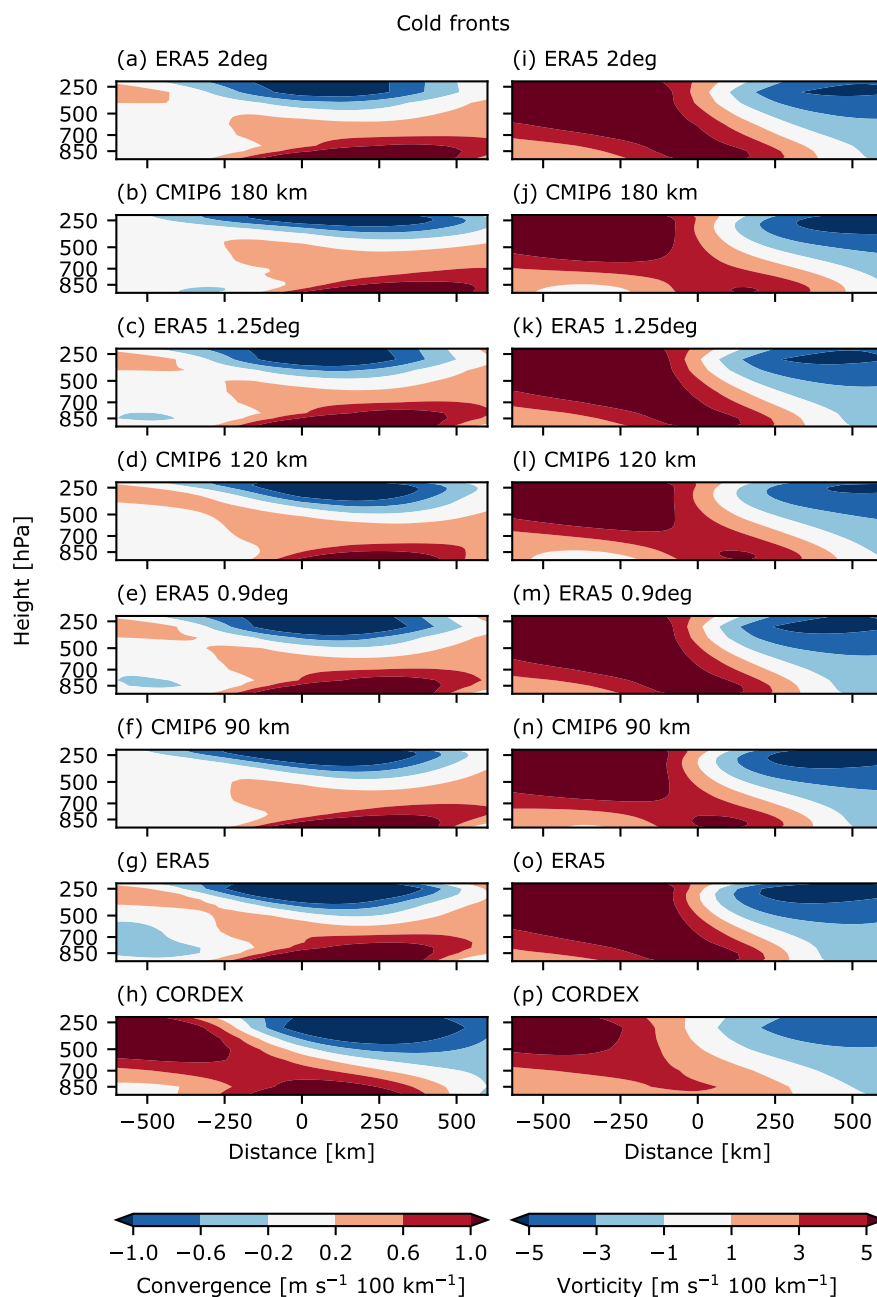 Cold fronts
(a) ERA5 2deg
(i) ERA5 2deg
250
500
700
850
(b) CMIP6 180 km
(j) CMIP6 180 km
250
500
700
850
(c) ERA5 1.25deg
(k) ERA5 1.25deg
250
500
700
850
(d) CMIP6 120 km
(l) CMIP6 120 km
250
500
850
Height [hPa]
(e) ERA5 0.9deg
(m) ERA5 0.9deg
250
500
700
850
(f) CMIP6 90 km
(n) CMIP6 90 km
250
500
700
850
(g) ERA5
(o) ERA5
250
500
700
850
(h) CORDEX
(p) CORDEX
250
500
850
−500 −250 0 250 500
−500 −250 0 250 500
Distance [km]
Distance [km]
−1.0 −0.6 −0.2 0.2 0.6 1.0
−5 −3 −1 1 3 5
Convergence [m s⁻¹ 100 km⁻¹]
Vorticity [m s⁻¹ 100 km⁻¹]